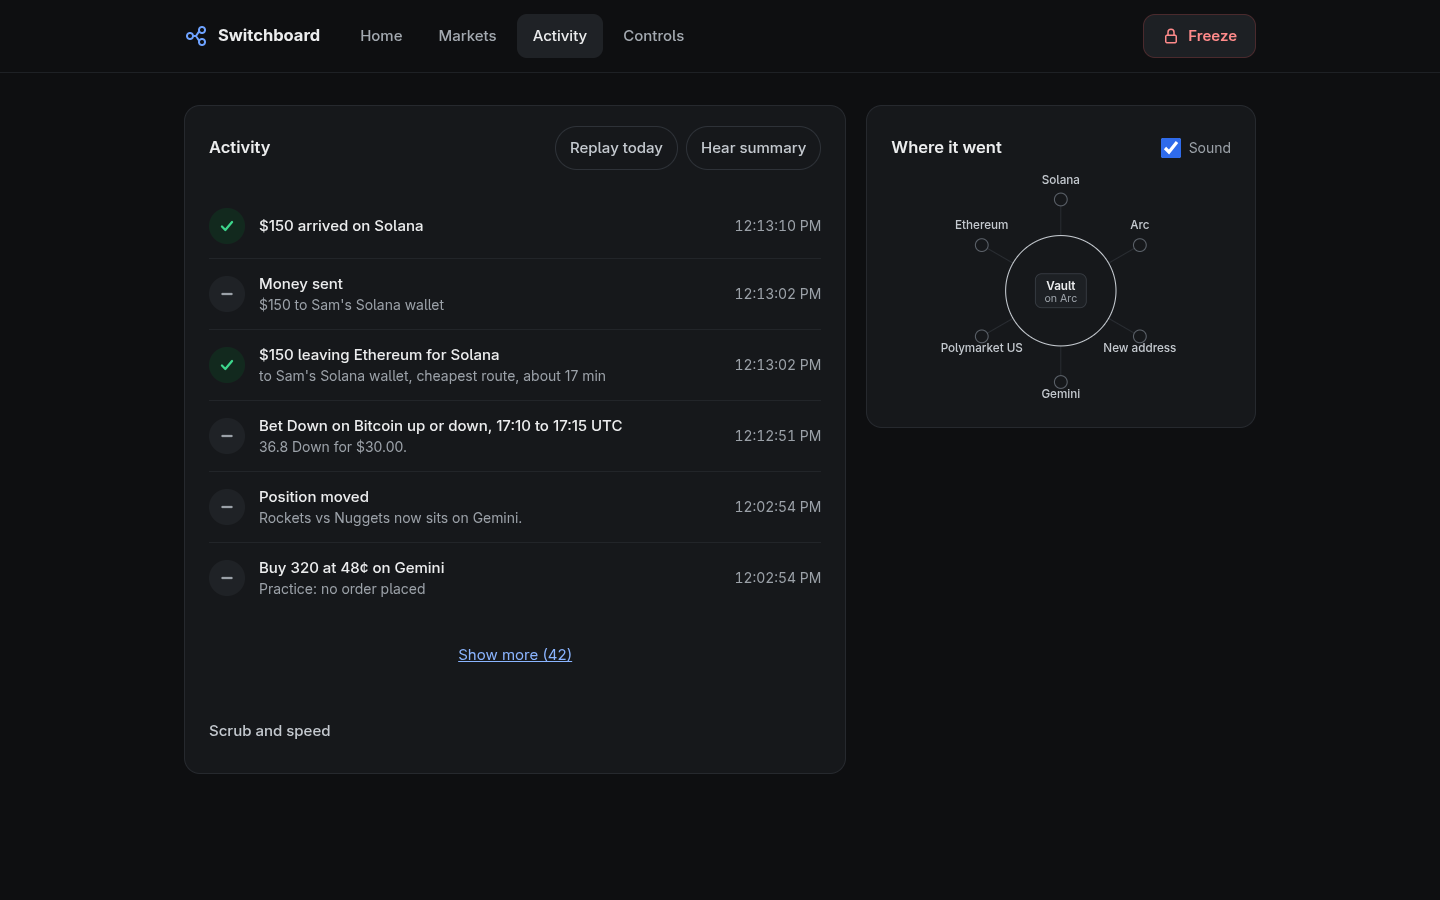 Switchboard
Home
Markets
Activity
Controls
Freeze
Activity
Replay today
Hear summary
$150 arrived on Solana
12:13:10 PM
Money sent
$150 to Sam's Solana wallet
12:13:02 PM
$150 leaving Ethereum for Solana
to Sam's Solana wallet, cheapest route, about 17 min
12:13:02 PM
Bet Down on Bitcoin up or down, 17:10 to 17:15 UTC
36.8 Down for $30.00.
12:12:51 PM
Position moved
Rockets vs Nuggets now sits on Gemini.
12:02:54 PM
Buy 320 at 48¢ on Gemini
Practice: no order placed
12:02:54 PM
Show more (42)
Scrub and speed
Where it went
Sound
Solana
Ethereum
Arc
Vault
on Arc
Polymarket US
New address
Gemini